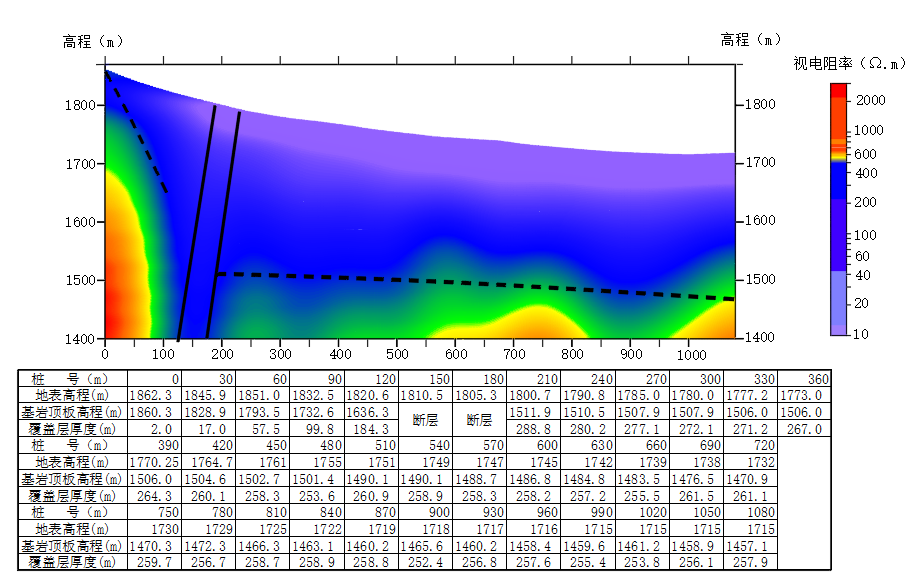 高程（m）
高程（m）
视电阻率（Ω.m）
1800
1700
1600
1500
1400
1800
1700
1600
1500
1400
2000
1000
600
400
200
100
60
40
20
10
0 100 200 300 400 500 600 700 800 900 1000
桩 号（m） 0 30 60 90 120 150 180 210 240 270 300 330 360
地表高程(m) 1862.3 1845.9 1851.0 1832.5 1820.6 1810.5 1805.3 1800.7 1790.8 1785.0 1780.0 1777.2 1773.0
基岩顶板高程(m) 1860.3 1828.9 1793.5 1732.6 1636.3 断层 断层 1511.9 1510.5 1507.9 1507.9 1506.0 1506.0
覆盖层厚度(m) 2.0 17.0 57.5 99.8 184.3 288.8 280.2 277.1 272.1 271.2 267.0
桩 号（m） 390 420 450 480 510 540 570 600 630 660 690 720
地表高程(m) 1770.25 1764.7 1761 1755 1751 1749 1747 1745 1742 1739 1738 1732
基岩顶板高程(m) 1506.0 1504.6 1502.7 1501.4 1490.1 1490.1 1488.7 1486.8 1484.8 1483.5 1476.5 1470.9
覆盖层厚度(m) 264.3 260.1 258.3 253.6 260.9 258.9 258.3 258.2 257.2 255.5 261.5 261.1
桩 号（m） 750 780 810 840 870 900 930 960 990 1020 1050 1080
地表高程(m) 1730 1729 1725 1722 1719 1718 1717 1716 1715 1715 1715 1715
基岩顶板高程(m) 1470.3 1472.3 1466.3 1463.1 1460.2 1465.6 1460.2 1458.4 1459.6 1461.2 1458.9 1457.1
覆盖层厚度(m) 259.7 256.7 258.7 258.9 258.8 252.4 256.8 257.6 255.4 253.8 256.1 257.9